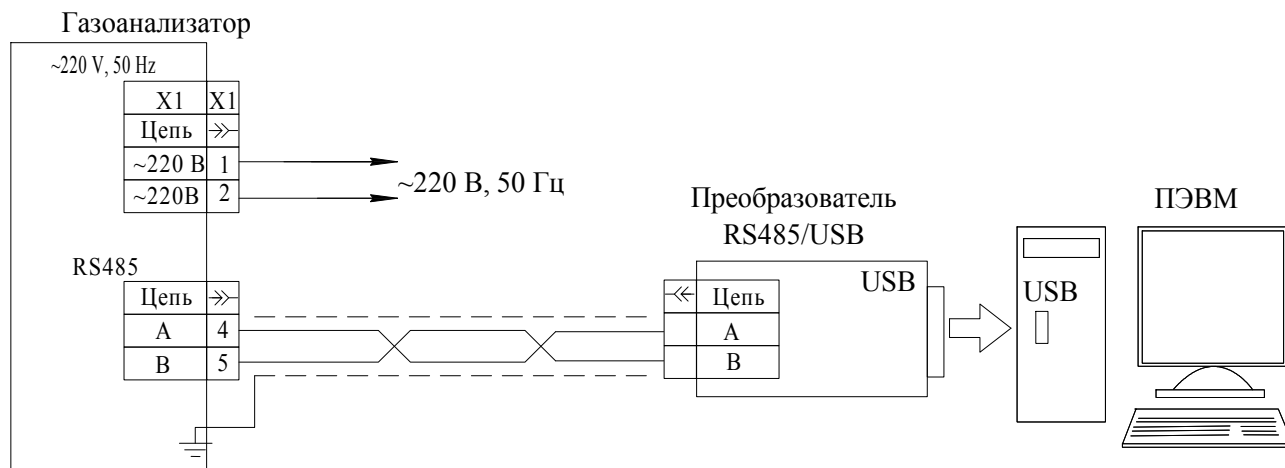 Газоанализатор
~220 V, 50 Hz
X1 X1
Цепь
~220 В 1
~220В 2
~220 В, 50 Гц
Преобразователь
RS485/USB
ПЭВМ
RS485
Цепь
A 4
B 5
Цепь
A
B
USB
USB